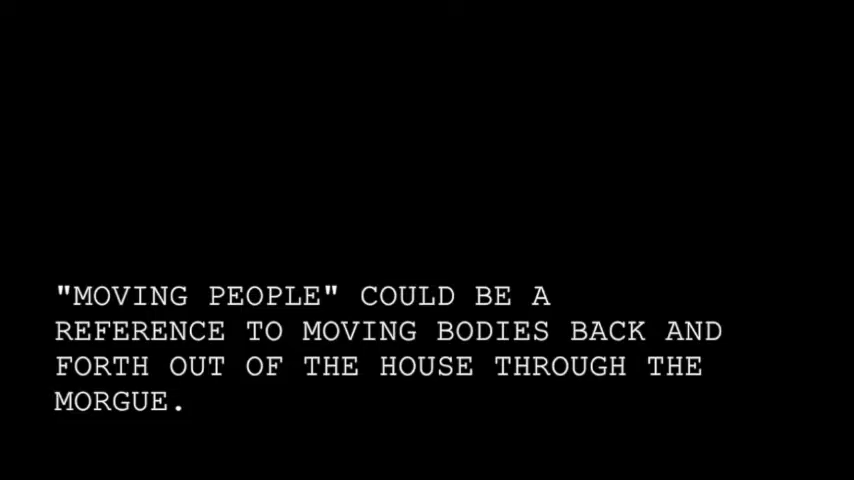 "MOVING PEOPLE" COULD BE A
REFERENCE TO MOVING BODIES BACK AND
FORTH OUT OF THE HOUSE THROUGH THE
MORGUE.